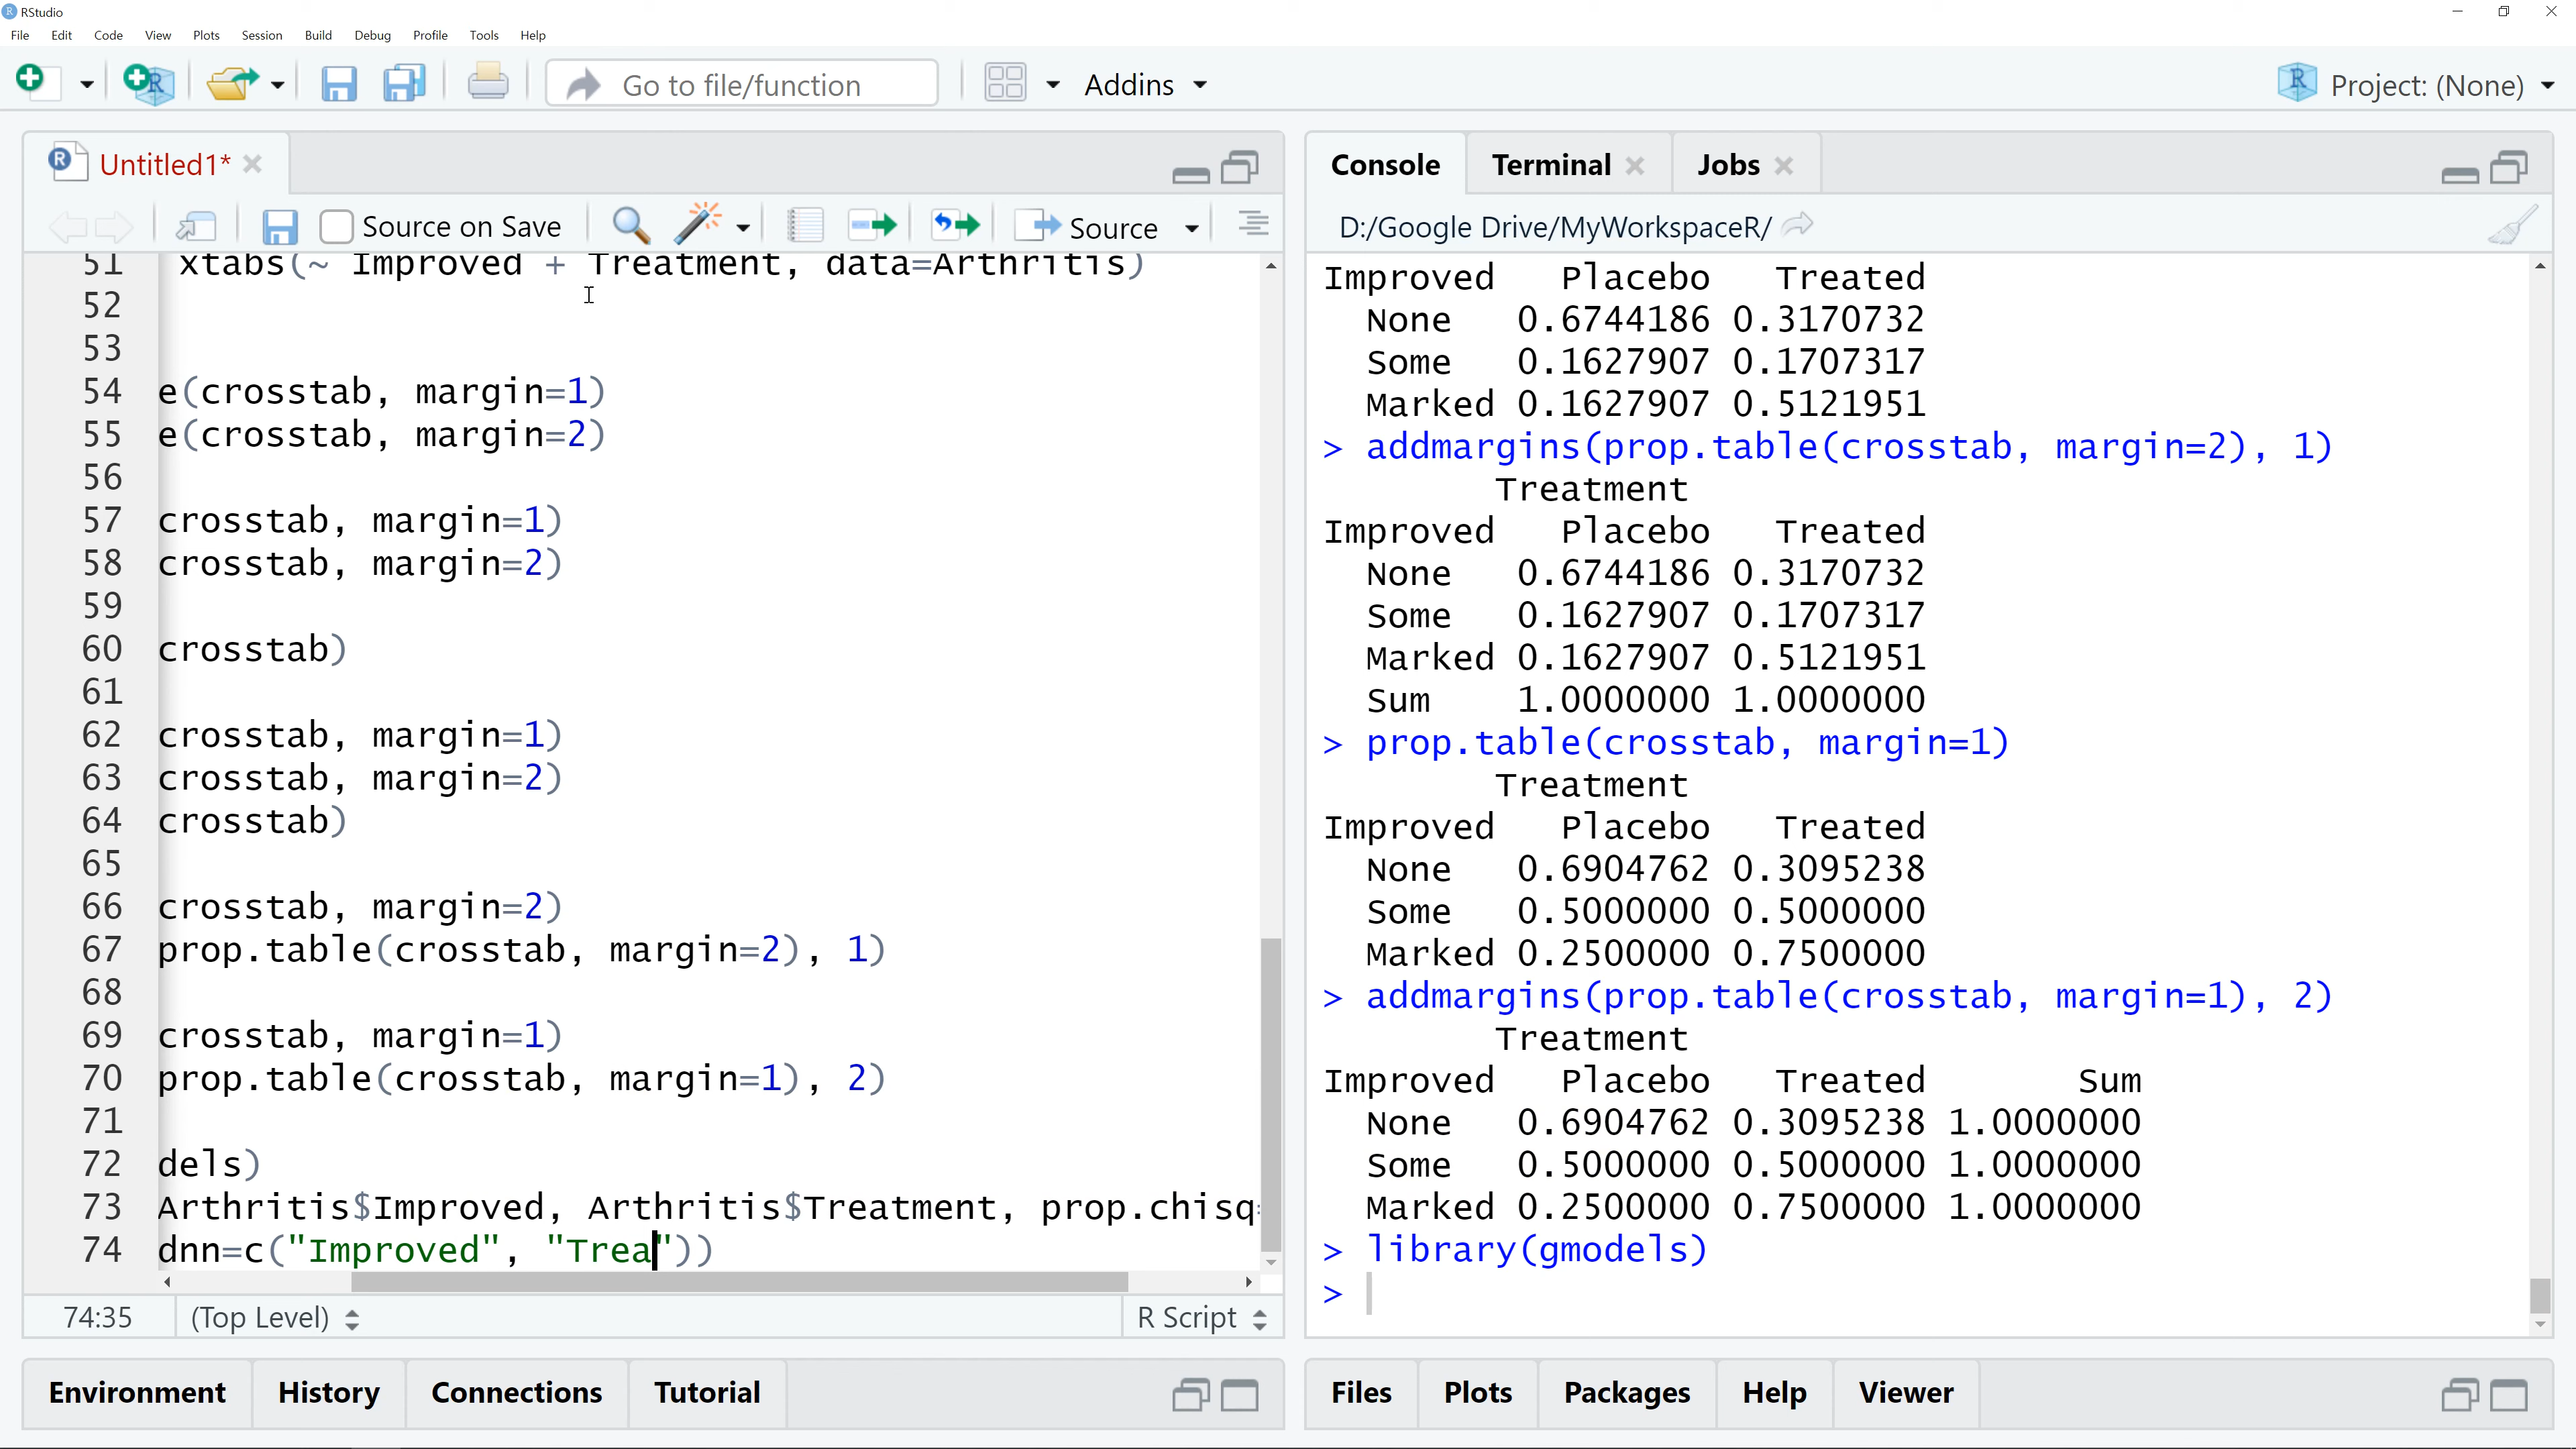 RStudio
File Edit Code View Plots Session Build Debug Profile Tools Help
Go to file/function
Addins
Project: (None)
Untitled1*
Source on Save
Source
51 xtabs(~ Improved + Treatment, data=Arthritis)
52
53
54 e(crosstab, margin=1)
55 e(crosstab, margin=2)
56
57 crosstab, margin=1)
58 crosstab, margin=2)
59
60 crosstab)
61
62 crosstab, margin=1)
63 crosstab, margin=2)
64 crosstab)
65
66 crosstab, margin=2)
67 prop.table(crosstab, margin=2), 1)
68
69 crosstab, margin=1)
70 prop.table(crosstab, margin=1), 2)
71
72 dels)
73 Arthritis$Improved, Arthritis$Treatment, prop.chisq=
74 dnn=c("Improved", "Trea"))
74:35 (Top Level) R Script
Environment History Connections Tutorial
Console Terminal Jobs
D:/Google Drive/MyWorkspaceR/
Improved Placebo Treated
None 0.6744186 0.3170732
Some 0.1627907 0.1707317
Marked 0.1627907 0.5121951
> addmargins(prop.table(crosstab, margin=2), 1)
Treatment
Improved Placebo Treated
None 0.6744186 0.3170732
Some 0.1627907 0.1707317
Marked 0.1627907 0.5121951
Sum 1.0000000 1.0000000
> prop.table(crosstab, margin=1)
Treatment
Improved Placebo Treated
None 0.6904762 0.3095238
Some 0.5000000 0.5000000
Marked 0.2500000 0.7500000
> addmargins(prop.table(crosstab, margin=1), 2)
Treatment
Improved Placebo Treated Sum
None 0.6904762 0.3095238 1.0000000
Some 0.5000000 0.5000000 1.0000000
Marked 0.2500000 0.7500000 1.0000000
> library(gmodels)
>
Files Plots Packages Help Viewer